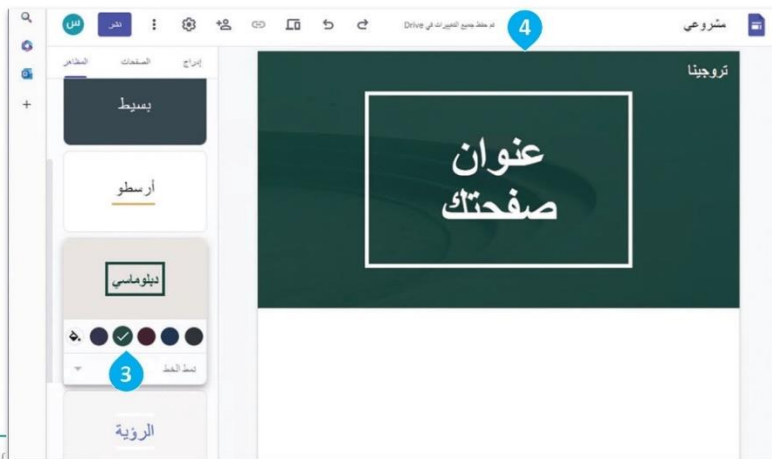 مشروعي
تم حفظ جميع التغييرات في Drive
4
نشر
لس
إدراج
الصفحات
المظاهر
تروجينا
عنوان
صفحتك
بسيط
أرسطو
دبلوماسي
3
نمط الخط
الرؤية